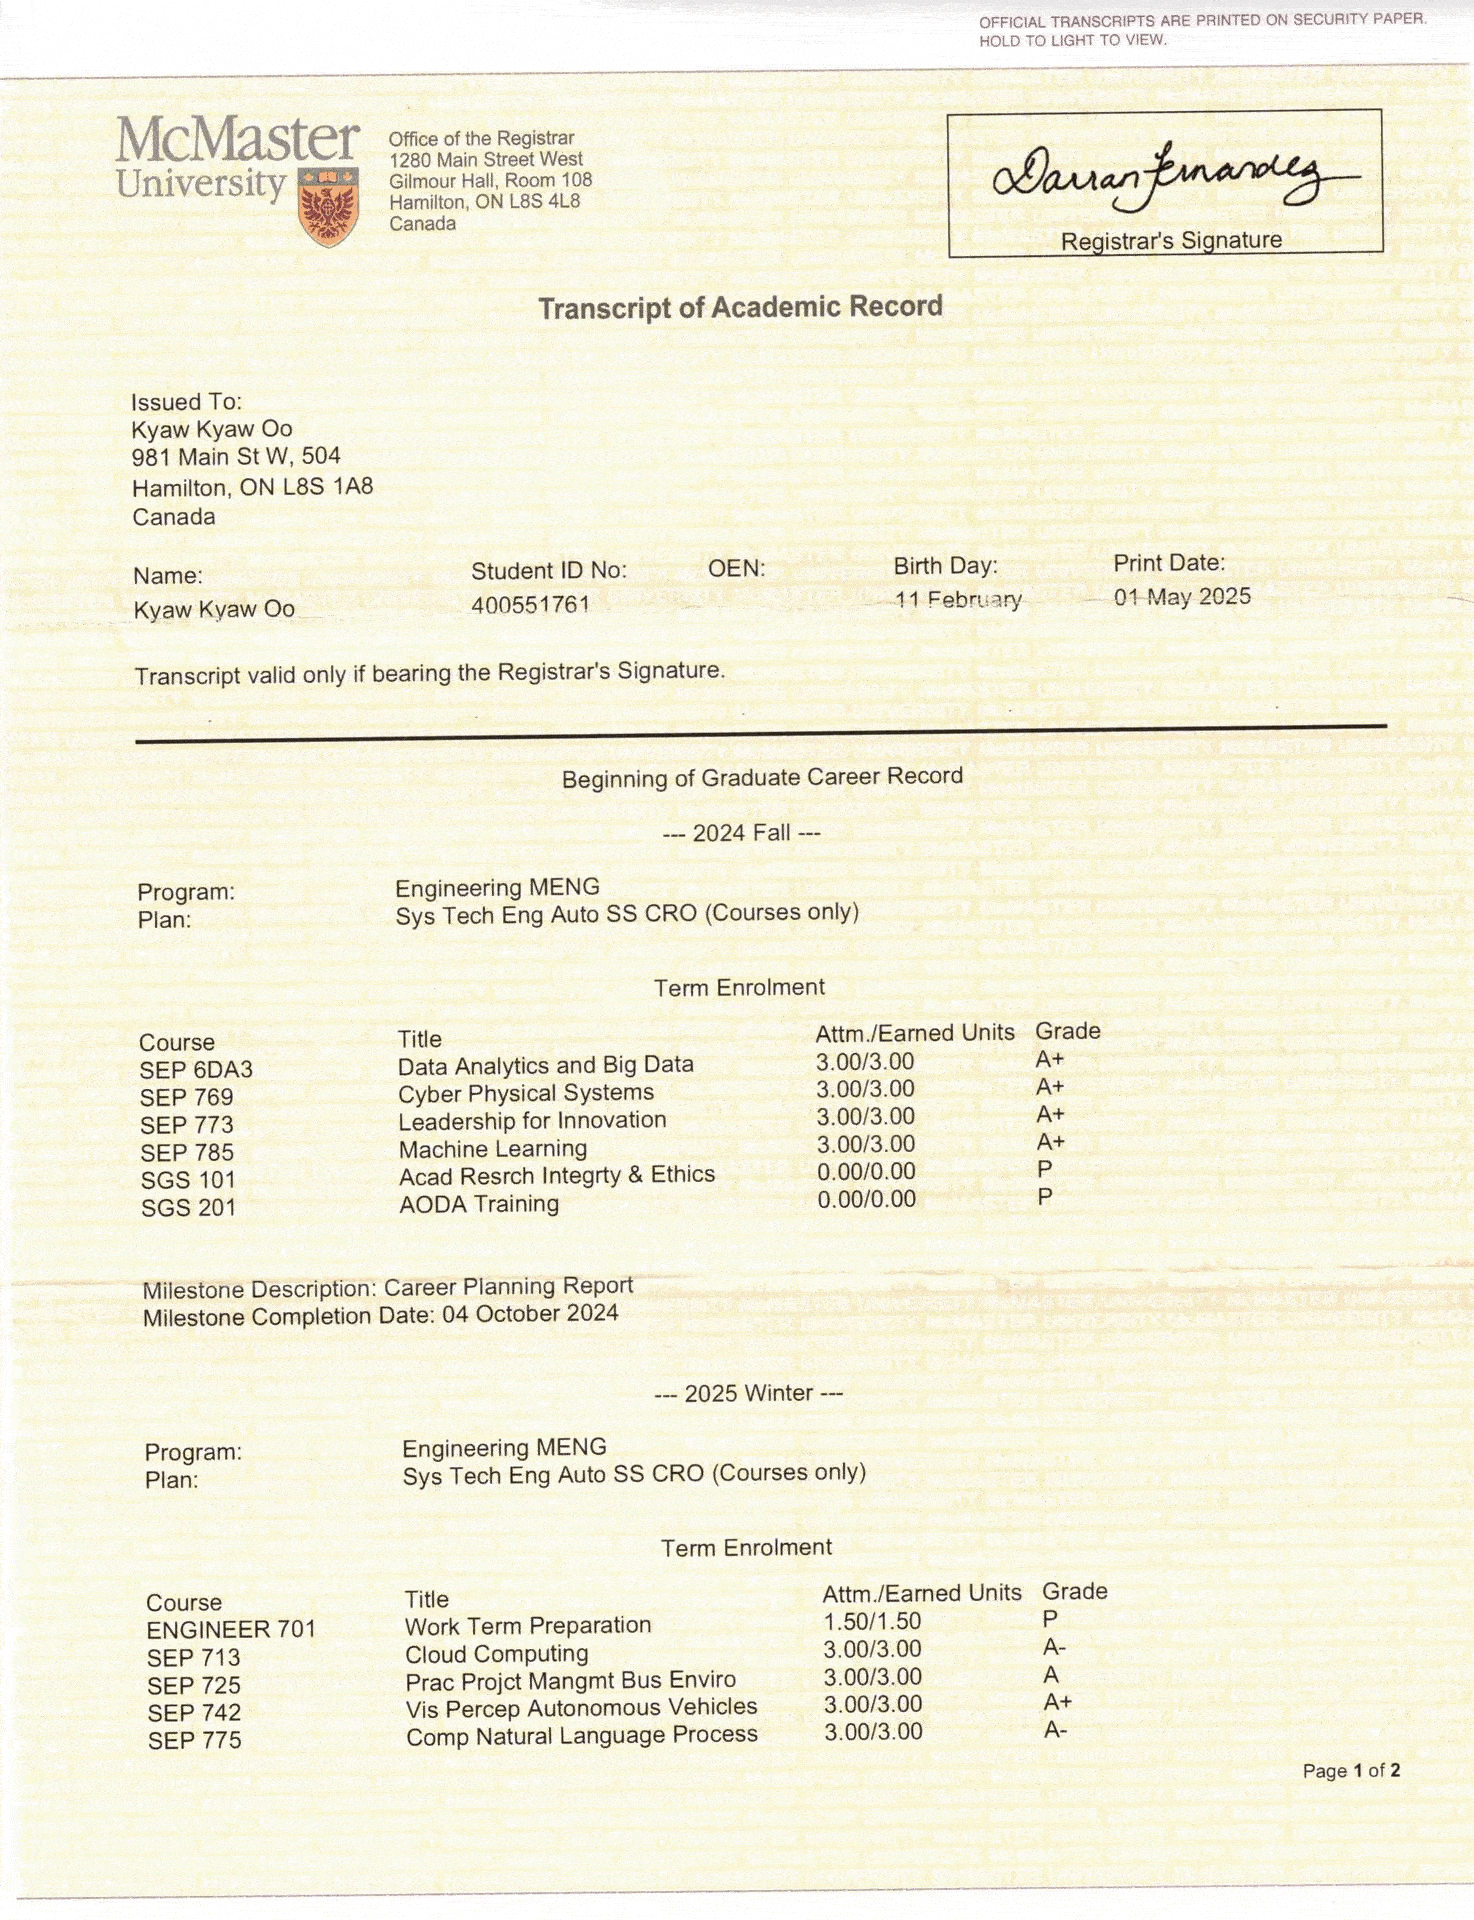 OFFICIAL TRANSCRIPTS ARE PRINTED ON SECURITY PAPER.
HOLD TO LIGHT TO VIEW.
McMaster
University
Office of the Registrar
1280 Main Street West
Gilmour Hall, Room 108
Hamilton, ON L8S 4L8
Canada
Darran Fernandez
Registrar's Signature
Transcript of Academic Record
Issued To:
Kyaw Kyaw Oo
981 Main St W, 504
Hamilton, ON L8S 1A8
Canada
Name: Student ID No: OEN: Birth Day: Print Date:
Kyaw Kyaw Oo 400551761 11 February 01 May 2025
Transcript valid only if bearing the Registrar's Signature.
Beginning of Graduate Career Record
--- 2024 Fall ---
Program: Engineering MENG
Plan: Sys Tech Eng Auto SS CRO (Courses only)
Term Enrolment
Course Title Attm./Earned Units Grade
SEP 6DA3 Data Analytics and Big Data 3.00/3.00 A+
SEP 769 Cyber Physical Systems 3.00/3.00 A+
SEP 773 Leadership for Innovation 3.00/3.00 A+
SEP 785 Machine Learning 3.00/3.00 A+
SGS 101 Acad Resrch Integrty & Ethics 0.00/0.00 P
SGS 201 AODA Training 0.00/0.00 P
Milestone Description: Career Planning Report
Milestone Completion Date: 04 October 2024
--- 2025 Winter ---
Program: Engineering MENG
Plan: Sys Tech Eng Auto SS CRO (Courses only)
Term Enrolment
Course Title Attm./Earned Units Grade
ENGINEER 701 Work Term Preparation 1.50/1.50 P
SEP 713 Cloud Computing 3.00/3.00 A-
SEP 725 Prac Projct Mangmt Bus Enviro 3.00/3.00 A
SEP 742 Vis Percep Autonomous Vehicles 3.00/3.00 A+
SEP 775 Comp Natural Language Process 3.00/3.00 A-
Page 1 of 2